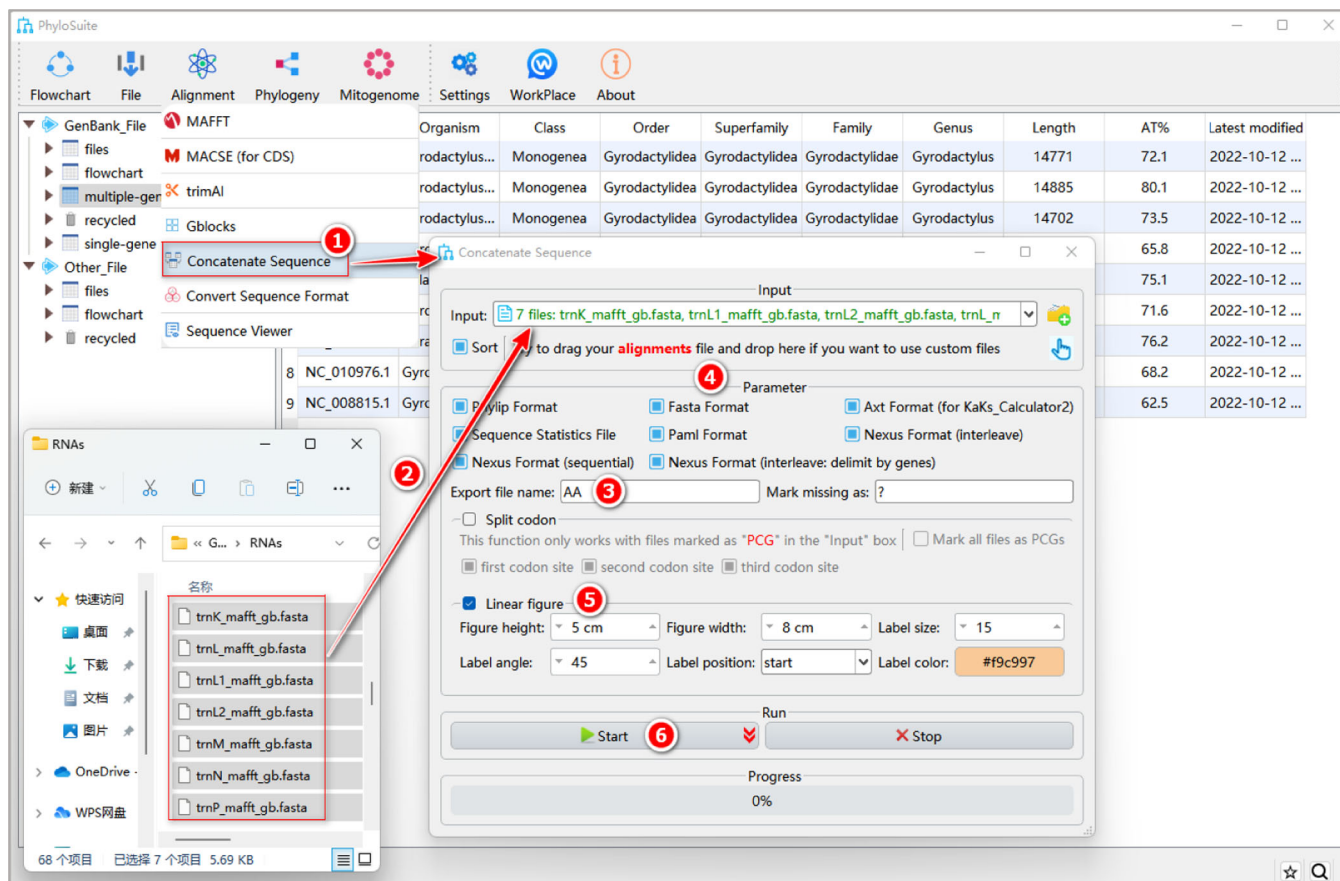 PhyloSuite
Flowchart File Alignment Phylogeny Mitogenome Settings WorkPlace About
GenBank_File
files
flowchart
multiple-gen
recycled
single-gene
Other_File
files
flowchart
recycled
MAFFT
MACSE (for CDS)
trimAl
Gblocks
Concatenate Sequence
Convert Sequence Format
Sequence Viewer
1
Organism Class Order Superfamily Family Genus Length AT% Latest modified
rodactylus... Monogenea Gyrodactylidea Gyrodactylidea Gyrodactylidae Gyrodactylus 14771 72.1 2022-10-12 ...
rodactylus... Monogenea Gyrodactylidea Gyrodactylidea Gyrodactylidae Gyrodactylus 14885 80.1 2022-10-12 ...
rodactylus... Monogenea Gyrodactylidea Gyrodactylidea Gyrodactylidae Gyrodactylus 14702 73.5 2022-10-12 ...
65.8 2022-10-12 ...
75.1 2022-10-12 ...
71.6 2022-10-12 ...
76.2 2022-10-12 ...
8 NC_010976.1 Gyrc 68.2 2022-10-12 ...
9 NC_008815.1 Gyrc 62.5 2022-10-12 ...
Concatenate Sequence
Input
Input: 7 files: trnK_mafft_gb.fasta, trnL1_mafft_gb.fasta, trnL2_mafft_gb.fasta, trnL_m
Sort to drag your alignments file and drop here if you want to use custom files
4
Parameter
Phylip Format Fasta Format Axt Format (for KaKs_Calculator2)
Sequence Statistics File Paml Format Nexus Format (interleave)
Nexus Format (sequential) Nexus Format (interleave: delimit by genes)
Export file name: AA 3 Mark missing as: ?
Split codon
This function only works with files marked as "PCG" in the "Input" box Mark all files as PCGs
first codon site second codon site third codon site
Linear figure 5
Figure height: 5 cm Figure width: 8 cm Label size: 15
Label angle: 45 Label position: start Label color: #f9c997
Run
Start 6 Stop
Progress
0%
2
RNAs
新建
« G... › RNAs
名称
快速访问
桌面
下载
文档
图片
OneDrive -
WPS网盘
trnK_mafft_gb.fasta
trnL_mafft_gb.fasta
trnL1_mafft_gb.fasta
trnL2_mafft_gb.fasta
trnM_mafft_gb.fasta
trnN_mafft_gb.fasta
trnP_mafft_gb.fasta
68 个项目 已选择 7 个项目 5.69 KB